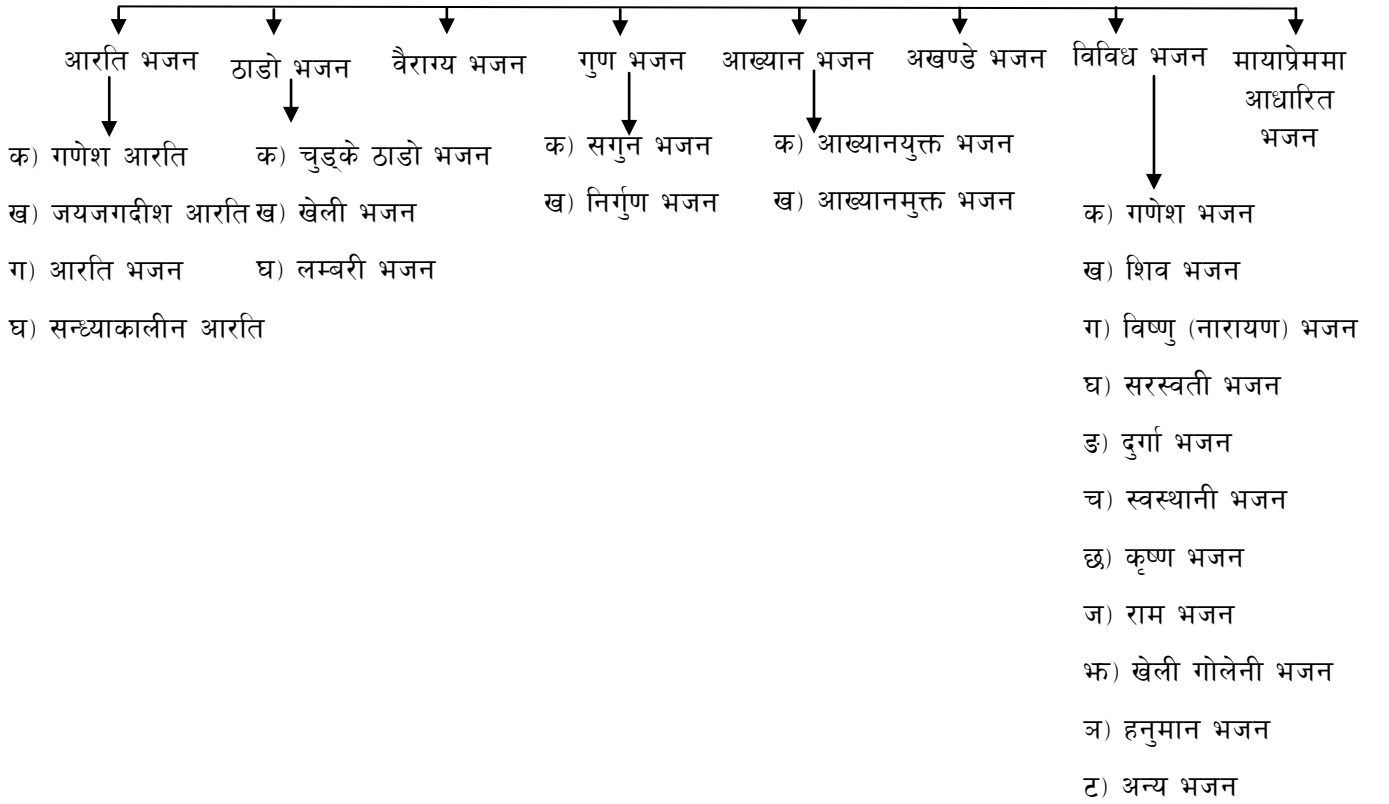 आरति भजन
ठाडो भजन
वैराग्य भजन
गुण भजन
आख्यान भजन
अखण्डे भजन
विविध भजन
मायाप्रेममा
आधारित
भजन
क) गणेश आरति
ख) जयजगदीश आरति
ग) आरति भजन
घ) सन्ध्याकालीन आरति
क) चुड्के ठाडो भजन
ख) खेली भजन
घ) लम्बरी भजन
क) सगुन भजन
ख) निर्गुण भजन
क) आख्यानयुक्त भजन
ख) आख्यानमुक्त भजन
क) गणेश भजन
ख) शिव भजन
ग) विष्णु (नारायण) भजन
घ) सरस्वती भजन
ङ) दुर्गा भजन
च) स्वस्थानी भजन
छ) कृष्ण भजन
ज) राम भजन
झ) खेली गोलेनी भजन
ञ) हनुमान भजन
ट) अन्य भजन